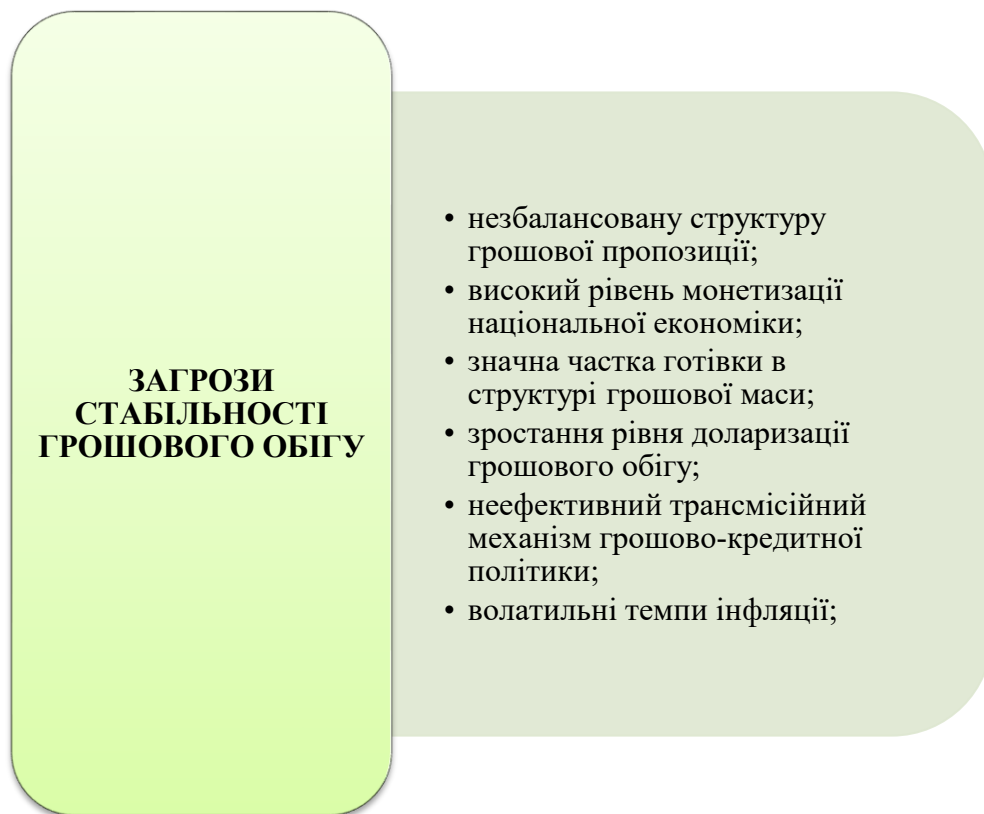 ЗАГРОЗИ
СТАБІЛЬНОСТІ
ГРОШОВОГО ОБІГУ
• незбалансовану структуру
грошової пропозиції;
• високий рівень монетизації
національної економіки;
• значна частка готівки в
структурі грошової маси;
• зростання рівня доларизації
грошового обігу;
• неефективний трансмісійний
механізм грошово-кредитної
політики;
• волатильні темпи інфляції;